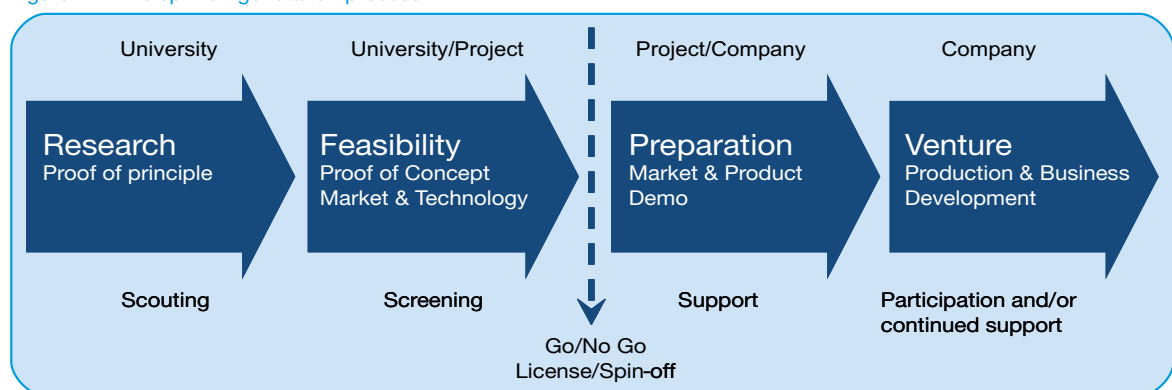 University
University/Project
Project/Company
Company
Research
Proof of principle
Feasibility
Proof of Concept
Market & Technology
Preparation
Market & Product
Demo
Venture
Production & Business
Development
Scouting
Screening
Support
Participation and/or
continued support
Go/No Go
License/Spin-off